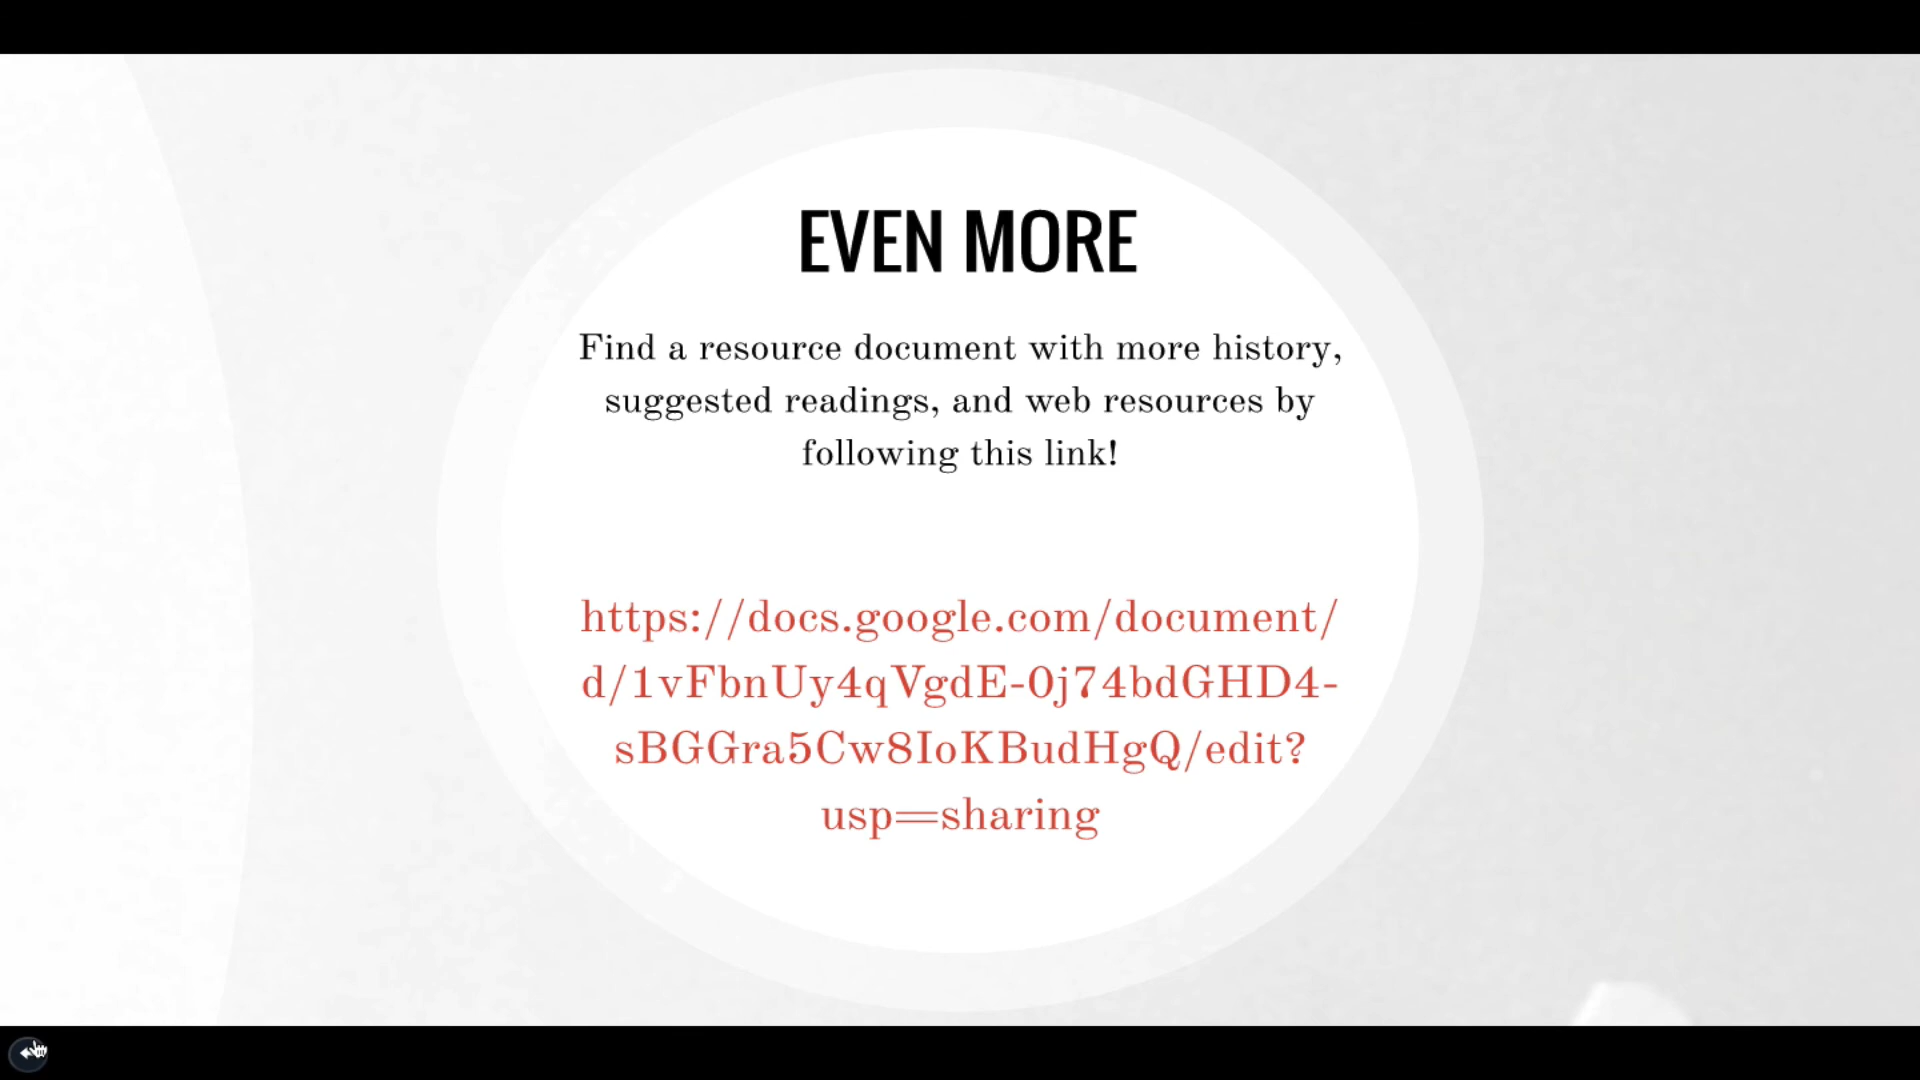 EVEN MORE
Find a resource document with more history,
suggested readings, and web resources by
following this link!
https://docs.google.com/document/
d/1vFbnUy4qVgdE-0j74bdGHD4-
sBGGra5Cw8IoKBudHgQ/edit?
usp=sharing